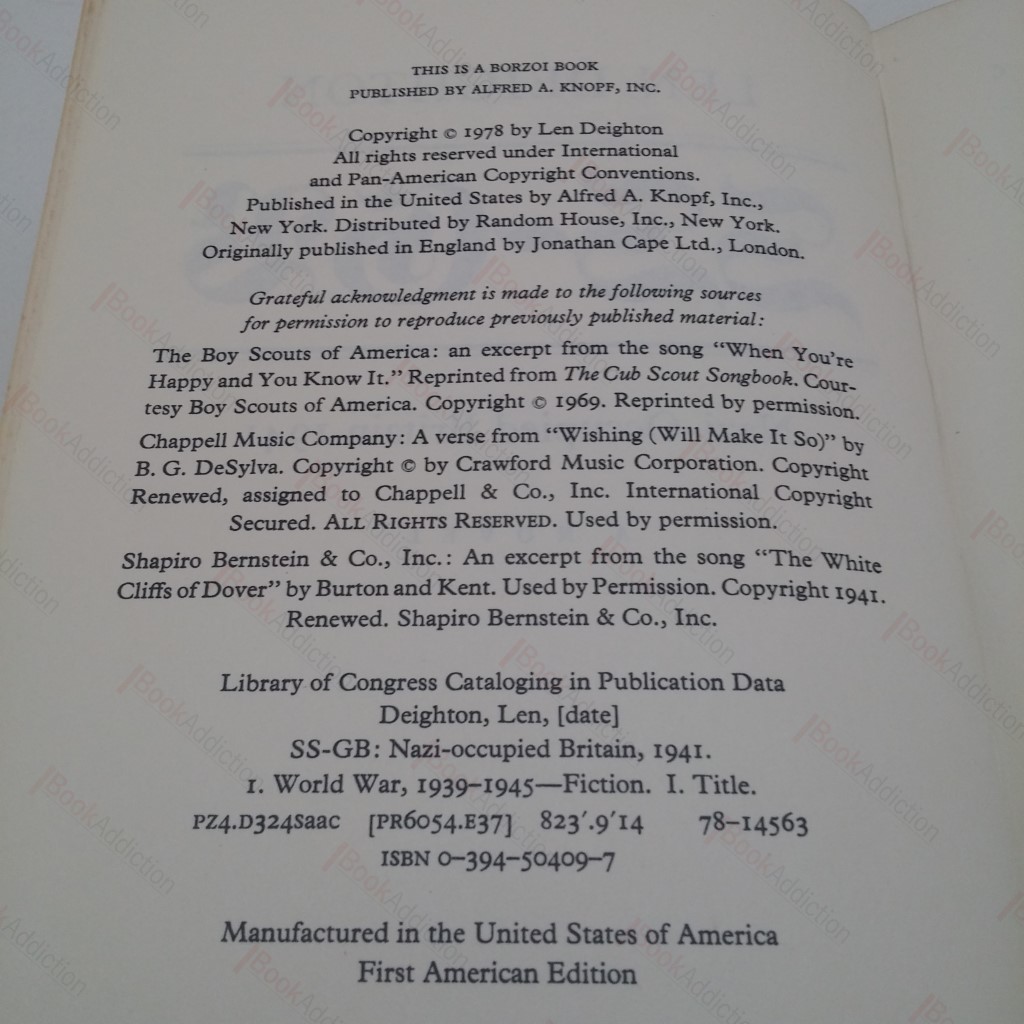 THIS IS A BORZOI BOOK
PUBLISHED BY ALFRED A. KNOPF, INC.
Copyright © 1978 by Len Deighton
All rights reserved under International
and Pan-American Copyright Conventions.
Published in the United States by Alfred A. Knopf, Inc.,
New York. Distributed by Random House, Inc., New York.
Originally published in England by Jonathan Cape Ltd., London.
Grateful acknowledgment is made to the following sources
for permission to reproduce previously published material:
The Boy Scouts of America: an excerpt from the song “When You’re
Happy and You Know It.” Reprinted from The Cub Scout Songbook. Cour-
tesy Boy Scouts of America. Copyright © 1969. Reprinted by permission.
Chappell Music Company: A verse from “Wishing (Will Make It So)” by
B. G. DeSylva. Copyright © by Crawford Music Corporation. Copyright
Renewed, assigned to Chappell & Co., Inc. International Copyright
Secured. ALL RIGHTS RESERVED. Used by permission.
Shapiro Bernstein & Co., Inc.: An excerpt from the song “The White
Cliffs of Dover” by Burton and Kent. Used by Permission. Copyright 1941.
Renewed. Shapiro Bernstein & Co., Inc.
Library of Congress Cataloging in Publication Data
Deighton, Len, [date]
SS-GB: Nazi-occupied Britain, 1941.
1. World War, 1939–1945—Fiction. I. Title.
PZ4.D324Saac [PR6054.E37] 823′.9′14 78–14563
ISBN 0–394–50409–7
Manufactured in the United States of America
First American Edition
BookAddiction